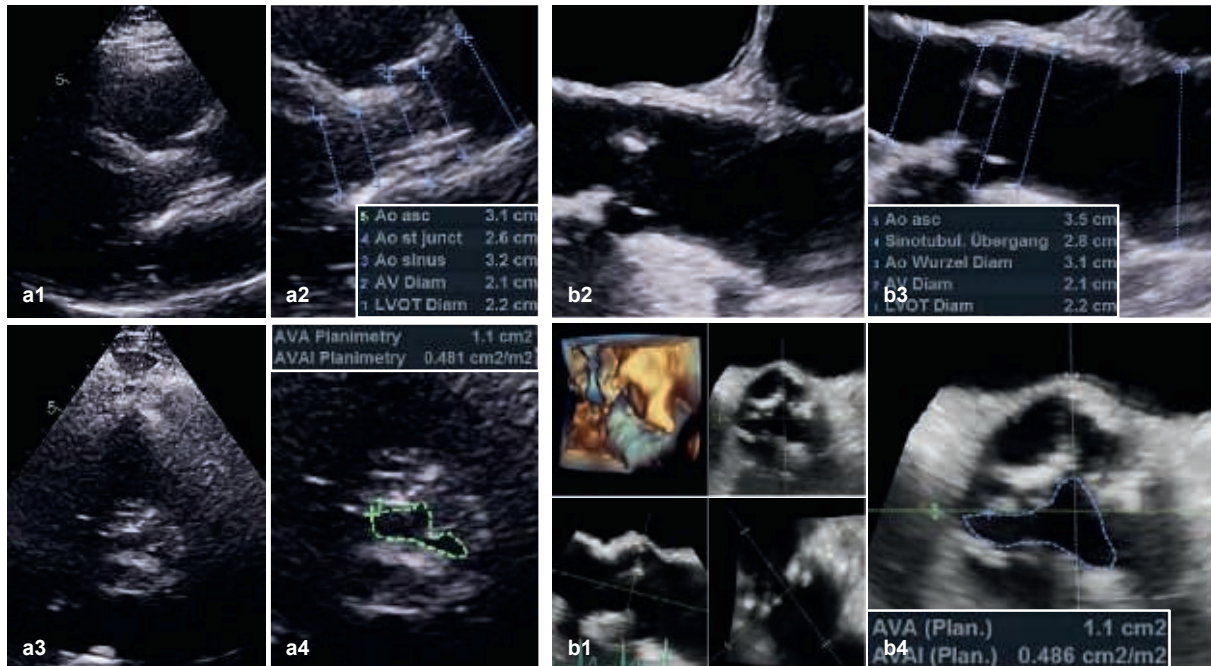 5
a1
5 Ao asc 3.1 cm
4 Ao st junct 2.6 cm
3 Ao sinus 3.2 cm
2 AV Diam 2.1 cm
1 LVOT Diam 2.2 cm
a2
b2
5 Ao asc 3.5 cm
4 Sinotubul. Übergang 2.8 cm
3 Ao Wurzel Diam 3.1 cm
AV Diam 2.1 cm
LVOT Diam 2.2 cm
b3
5
a3
AVA Planimetry 1.1 cm2
AVAI Planimetry 0.481 cm2/m2
a4
b1
b4
AVA (Plan.) 1.1 cm2
AVAI (Plan.) 0.486 cm2/m2